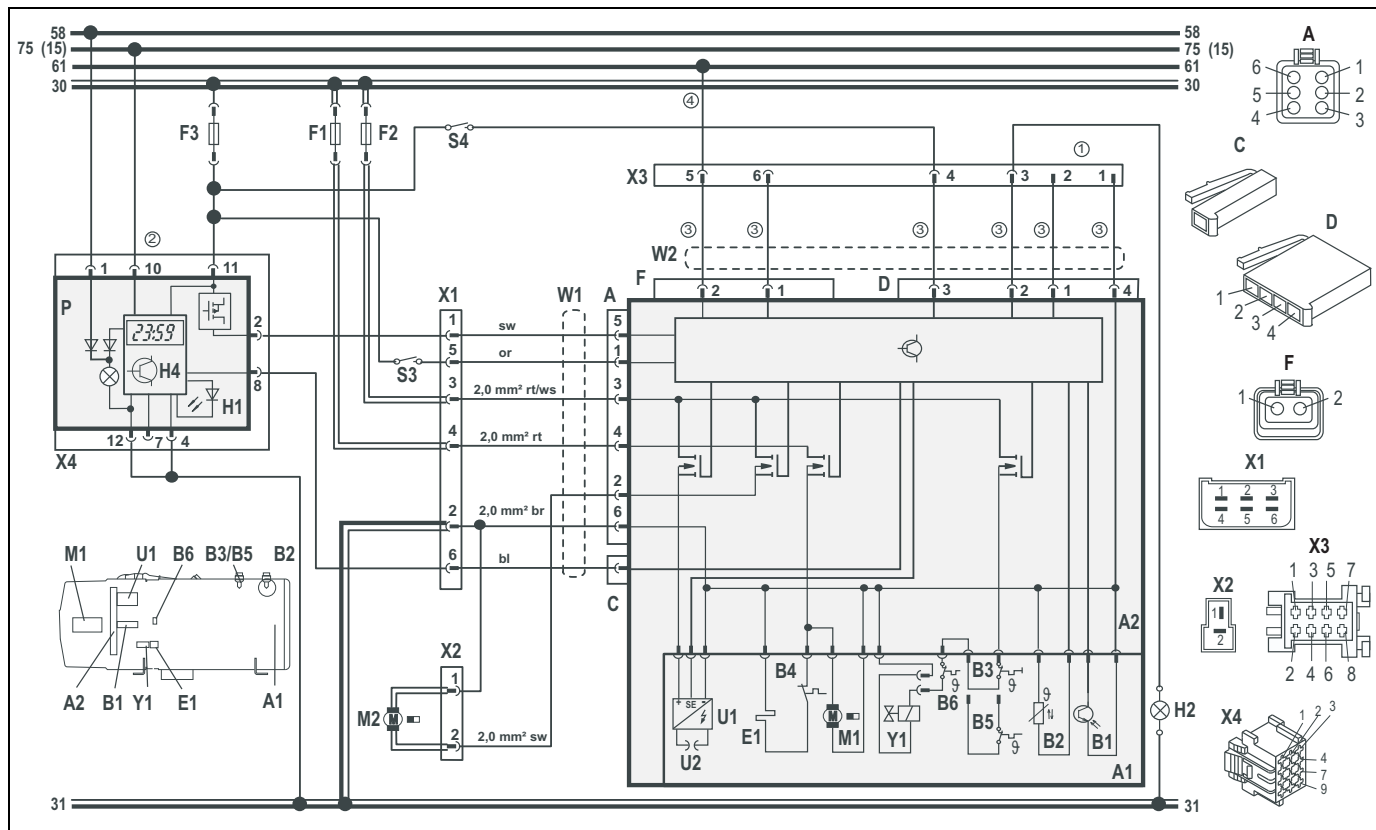 58 58
75 (15) 75 (15)
61 61
30 30
A
6 1
5 2
4 3
④
F3 F1 F2
S4
①
X3 5 6 4 3 2 1
C
②
③ ③ ③ ③ ③
W2
D
1
2
3
4
1 10 11
F D
2 1 3 2 1 4
P
X1 W1 A
23:59
2
1 sw 5
H4
5 or 1
S3
8
3 2,0 mm² rt/ws 3
H1
F
1 2
12 7 4
4 2,0 mm² rt 4
X4
X1
1 2 3
4 5 6
2
2 2,0 mm² br 6
M1 U1 B6 B3/B5 B2
6 bl
C
X3
1 3 5 7
2 4 6 8
X2
1
2
A2
A2 B1 Y1 E1 A1
X2
1
M2
2 2,0 mm² sw
+ SE -
U1
U2
E1
B4
M
M1
Y1
B6
ϑ
B3
ϑ
B5
ϑ
ϑ
B2
B1
A1
M
H2
X4
1 2 3
4
7
9
31 31